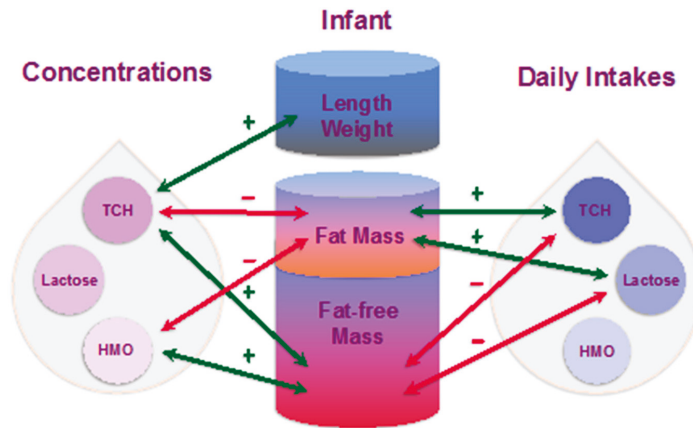 Infant
Concentrations
Daily Intakes
Length
Weight
+
TCH
−
+
TCH
Fat Mass
+
−
−
Lactose
Lactose
+
Fat-free
Mass
HMO
+
−
HMO